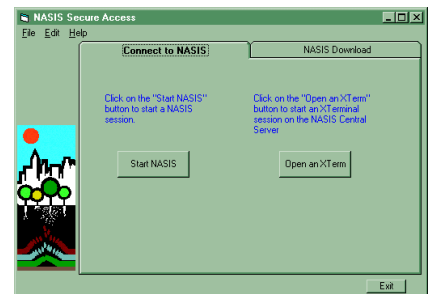 NASIS Secure Access
File Edit Help
Connect to NASIS
NASIS Download
Click on the "Start NASIS"
button to start a NASIS
session.
Click on the "Open an XTerm"
button to start an XTerminal
session on the NASIS Central
Server
Start NASIS
Open an XTerm
Exit